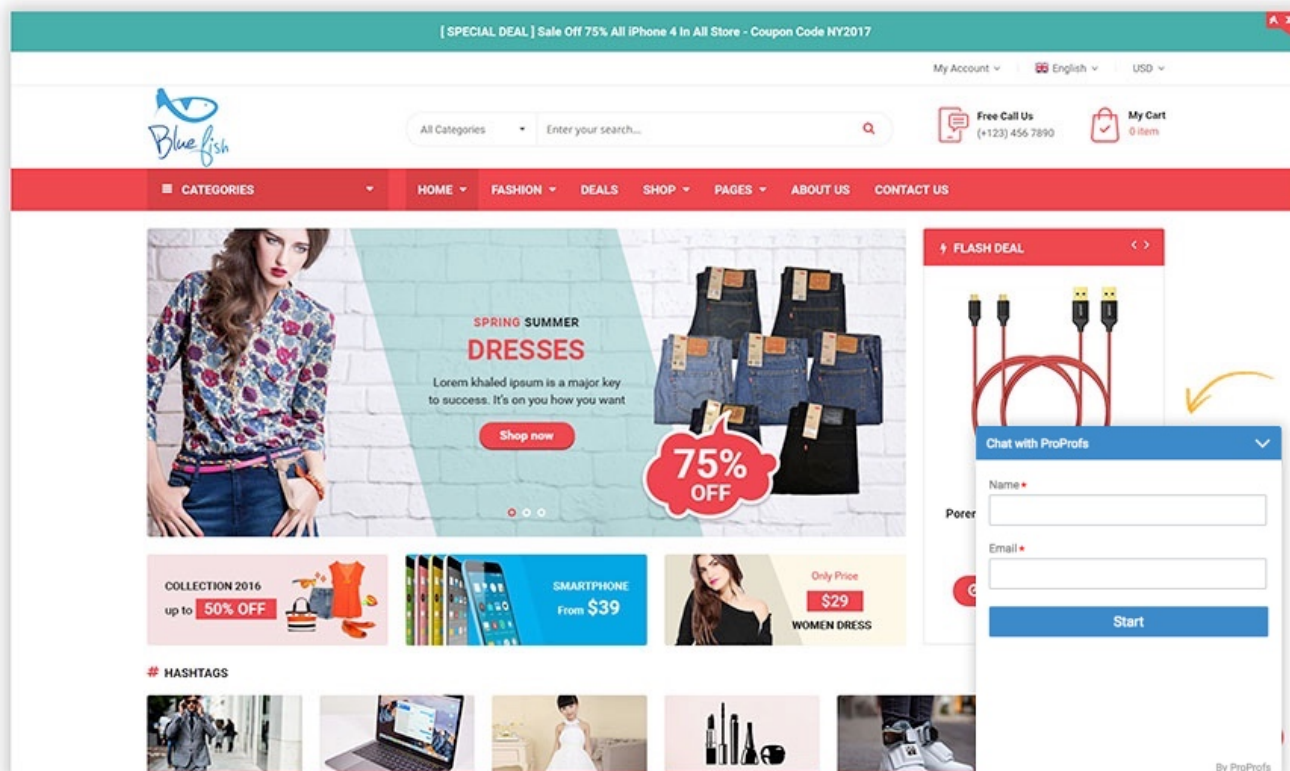 [ SPECIAL DEAL ] Sale Off 75% All iPhone 4 In All Store - Coupon Code NY2017
My Account
English
USD
Blue fish
All Categories
Enter your search...
Free Call Us
(+123) 456 7890
My Cart
0 item
CATEGORIES
HOME
FASHION
DEALS
SHOP
PAGES
ABOUT US
CONTACT US
SPRING SUMMER
DRESSES
Lorem khaled ipsum is a major key
to success. It's on you how you want
Shop now
75%
OFF
FLASH DEAL
Chat with ProProfs
Name*
Email*
Start
By ProProfs
COLLECTION 2016
up to 50% OFF
SMARTPHONE
From $39
Only Price
$29
WOMEN DRESS
# HASHTAGS